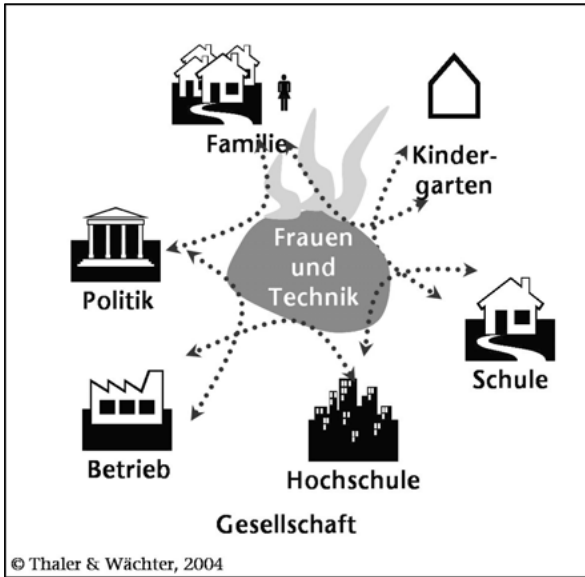 Familie
Kinder-
garten
Frauen
und
Technik
Politik
Schule
Betrieb
Hochschule
Gesellschaft
© Thaler & Wächter, 2004